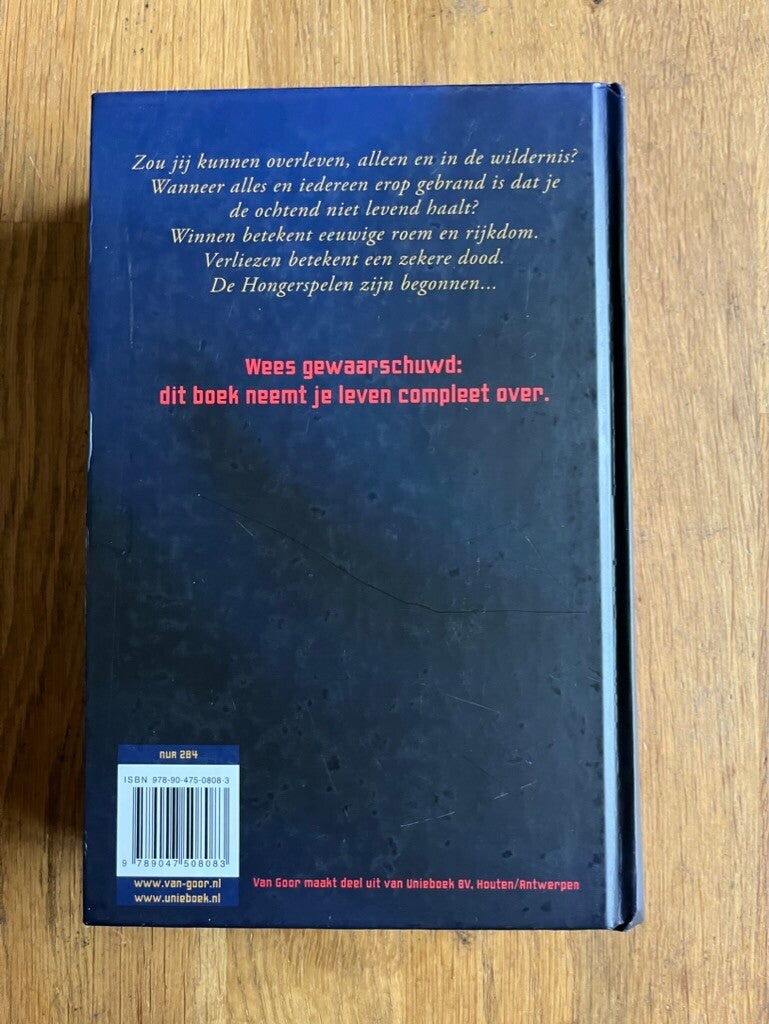 Zou jij kunnen overleven, alleen en in de wildernis?
Wanneer alles en iedereen erop gebrand is dat je
de ochtend niet levend haalt?
Winnen betekent eeuwige roem en rijkdom.
Verliezen betekent een zekere dood.
De Hongerspelen zijn begonnen...
Wees gewaarschuwd:
dit boek neemt je leven compleet over.
NUR 284
ISBN 978-90-475-0808-3
9 789047 508083
www.van-goor.nl
www.unieboek.nl
Van Goor maakt deel uit van Unieboek BV, Houten/Antwerpen